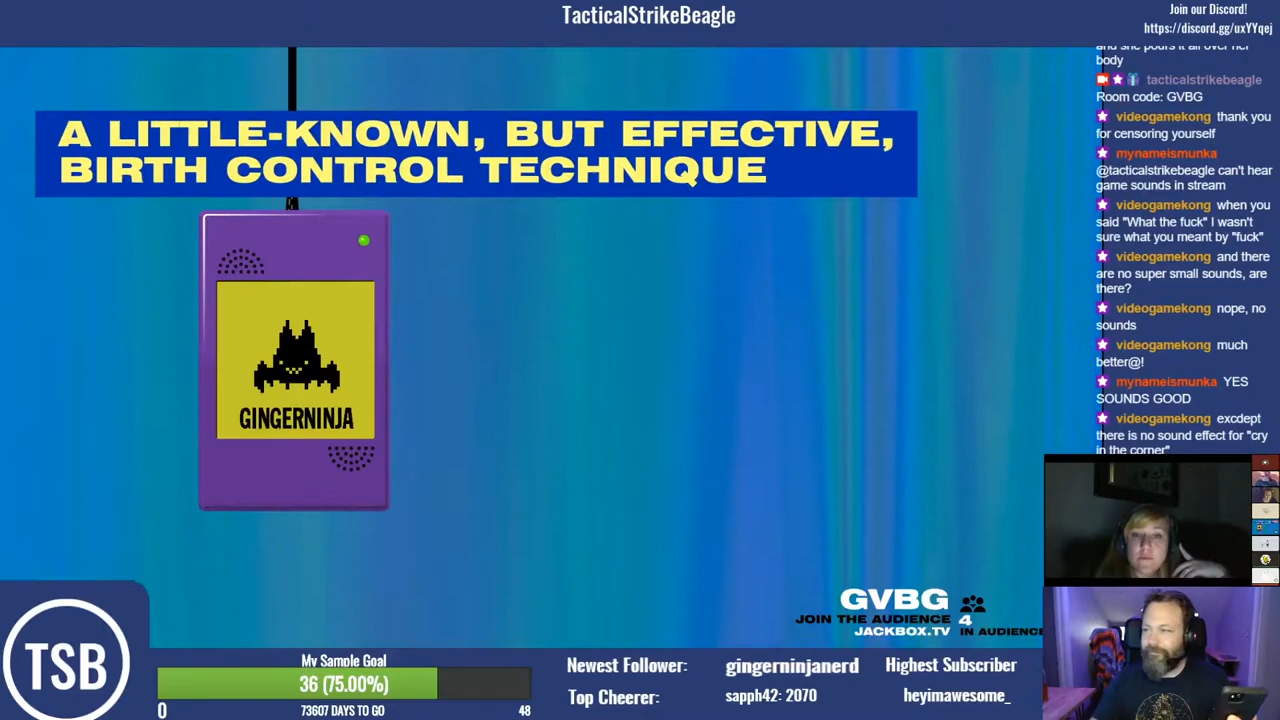 TacticalStrikeBeagle
Join our Discord!
https://discord.gg/uxYYqej
A LITTLE-KNOWN, BUT EFFECTIVE,
BIRTH CONTROL TECHNIQUE
GINGERNINJA
and she pours it all over her
body
tacticalstrikebeagle
Room code: GVBG
videogamekong thank you
for censoring yourself
mynameismunka
@tacticalstrikebeagle can't hear
game sounds in stream
videogamekong when you
said "What the fuck" I wasn't
sure what you meant by "fuck"
videogamekong and there
are no super small sounds, are
there?
videogamekong nope, no
sounds
videogamekong much
better@!
mynameismunka YES
SOUNDS GOOD
videogamekong excdept
there is no sound effect for "cry
in the corner"
GVBG
JOIN THE AUDIENCE 4
JACKBOX.TV IN AUDIENCE
TSB
My Sample Goal
36 (75.00%)
0 73607 DAYS TO GO 48
Newest Follower: gingerninjanerd Highest Subscriber
Top Cheerer: sapph42: 2070 heyimawesome_